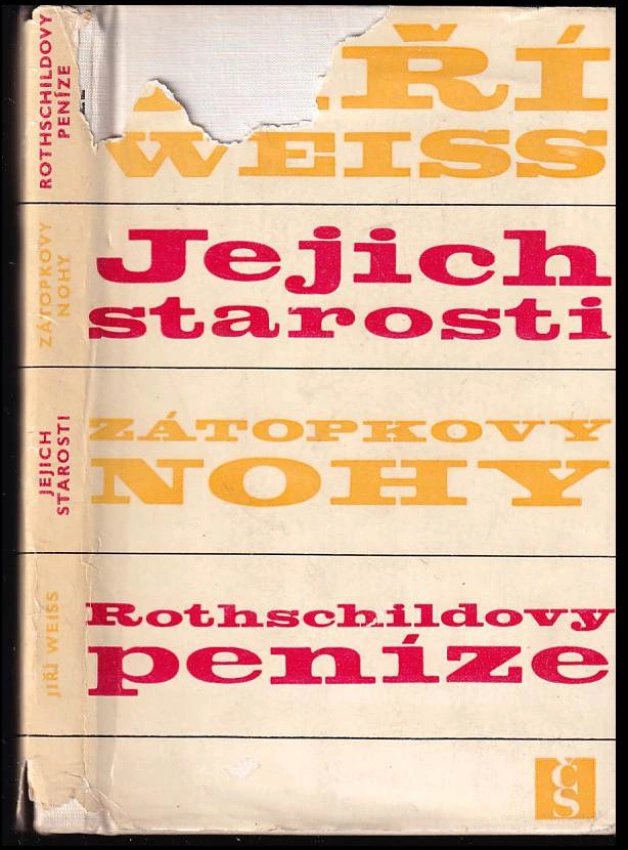 JIŘÍ
WEISS
Jejich
starosti
ZÁTOPKOVY
NOHY
Rothschildovy
peníze
ČS
ROTHSCHILDOVY
PENÍZE
ZÁTOPKOVY
NOHY
JEJICH
STAROSTI
JIŘÍ WEISS